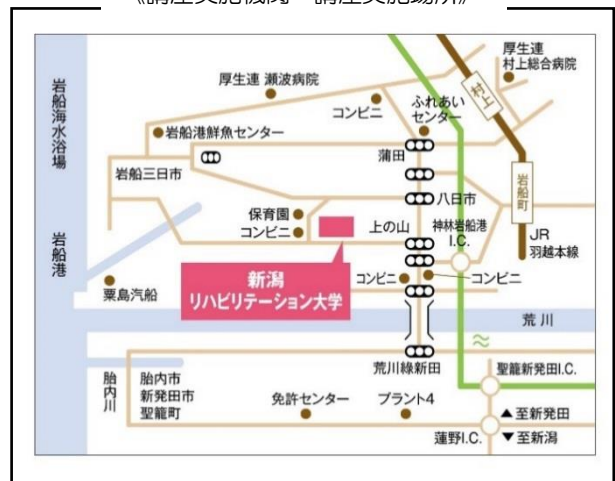 《講座実施機関　講座実施場所》
厚生連
村上総合病院
厚生連 瀬波病院
村上
コンビニ
ふれあい
センター
岩船海水浴場
岩船港鮮魚センター
蒲田
岩船三日市
岩船町
八日市
保育園
コンビニ
上の山
神林岩船港
I.C.
JR
羽越本線
岩船港
新潟
リハビリテーション大学
コンビニ
コンビニ
粟島汽船
荒川
荒川綠新田
聖籠新発田I.C.
胎内川
胎内市
新発田市
聖籠町
免許センター
プラント4
▲至新発田
▼至新潟
蓮野I.C.